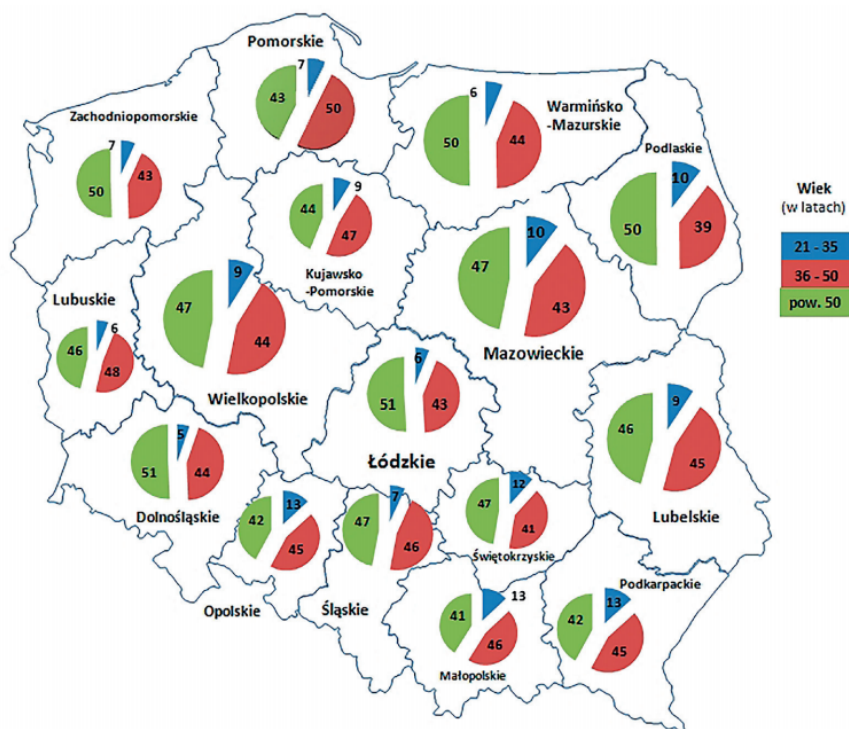 Pomorskie
7
43
50
Zachodniopomorskie
7
50
43
6
Warmińsko
-Mazurskie
50
44
Podlaskie
10
50
39
Wiek
(w latach)
21 - 35
36 - 50
pow. 50
9
44
47
Kujawsko
-Pomorskie
10
47
43
Mazowieckie
Lubuskie
6
46
48
9
47
44
Wielkopolskie
6
51
43
Łódzkie
9
46
45
Lubelskie
5
51
44
Dolnośląskie
13
42
45
Opolskie
7
47
46
Śląskie
12
47
41
Świętokrzyskie
13
41
46
Małopolskie
Podkarpackie
13
42
45